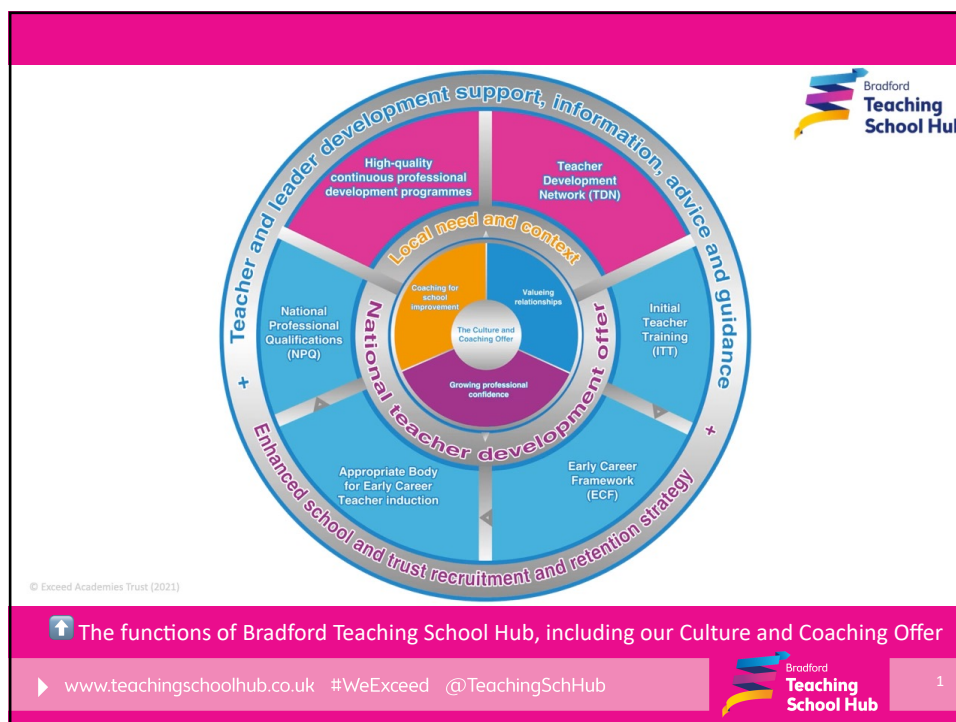 Bradford
Teaching
School Hub
Teacher and leader development support, information, advice and guidance
+
Enhanced school and trust recruitment and retention strategy
+
High-quality
continuous professional
development programmes
Teacher
Development
Network (TDN)
Local need and context
National teacher development offer
Coaching for
school
improvement
Valueing
relationships
The Culture and
Coaching Offer
Growing professional
confidence
National
Professional
Qualifications
(NPQ)
Initial
Teacher
Training
(ITT)
Appropriate Body
for Early Career
Teacher induction
Early Career
Framework
(ECF)
© Exceed Academies Trust (2021)
The functions of Bradford Teaching School Hub, including our Culture and Coaching Offer
www.teachingschoolhub.co.uk #WeExceed @TeachingSchHub
Bradford
Teaching
School Hub
1